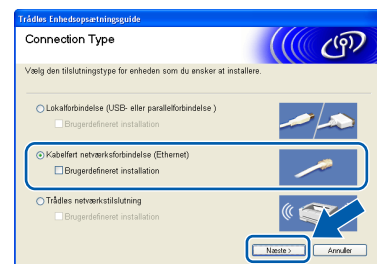 Trådløs Enhedsopsætningsguide
Connection Type
Vælg den tilslutningstype for enheden som du ønsker at installere.
Lokalforbindelse (USB- eller parallelforbindelse )
Brugerdefineret installation
Kabelført netværksforbindelse (Ethernet)
Brugerdefineret installation
Trådløs netværkstilslutning
Brugerdefineret installation
Næste > Annuller